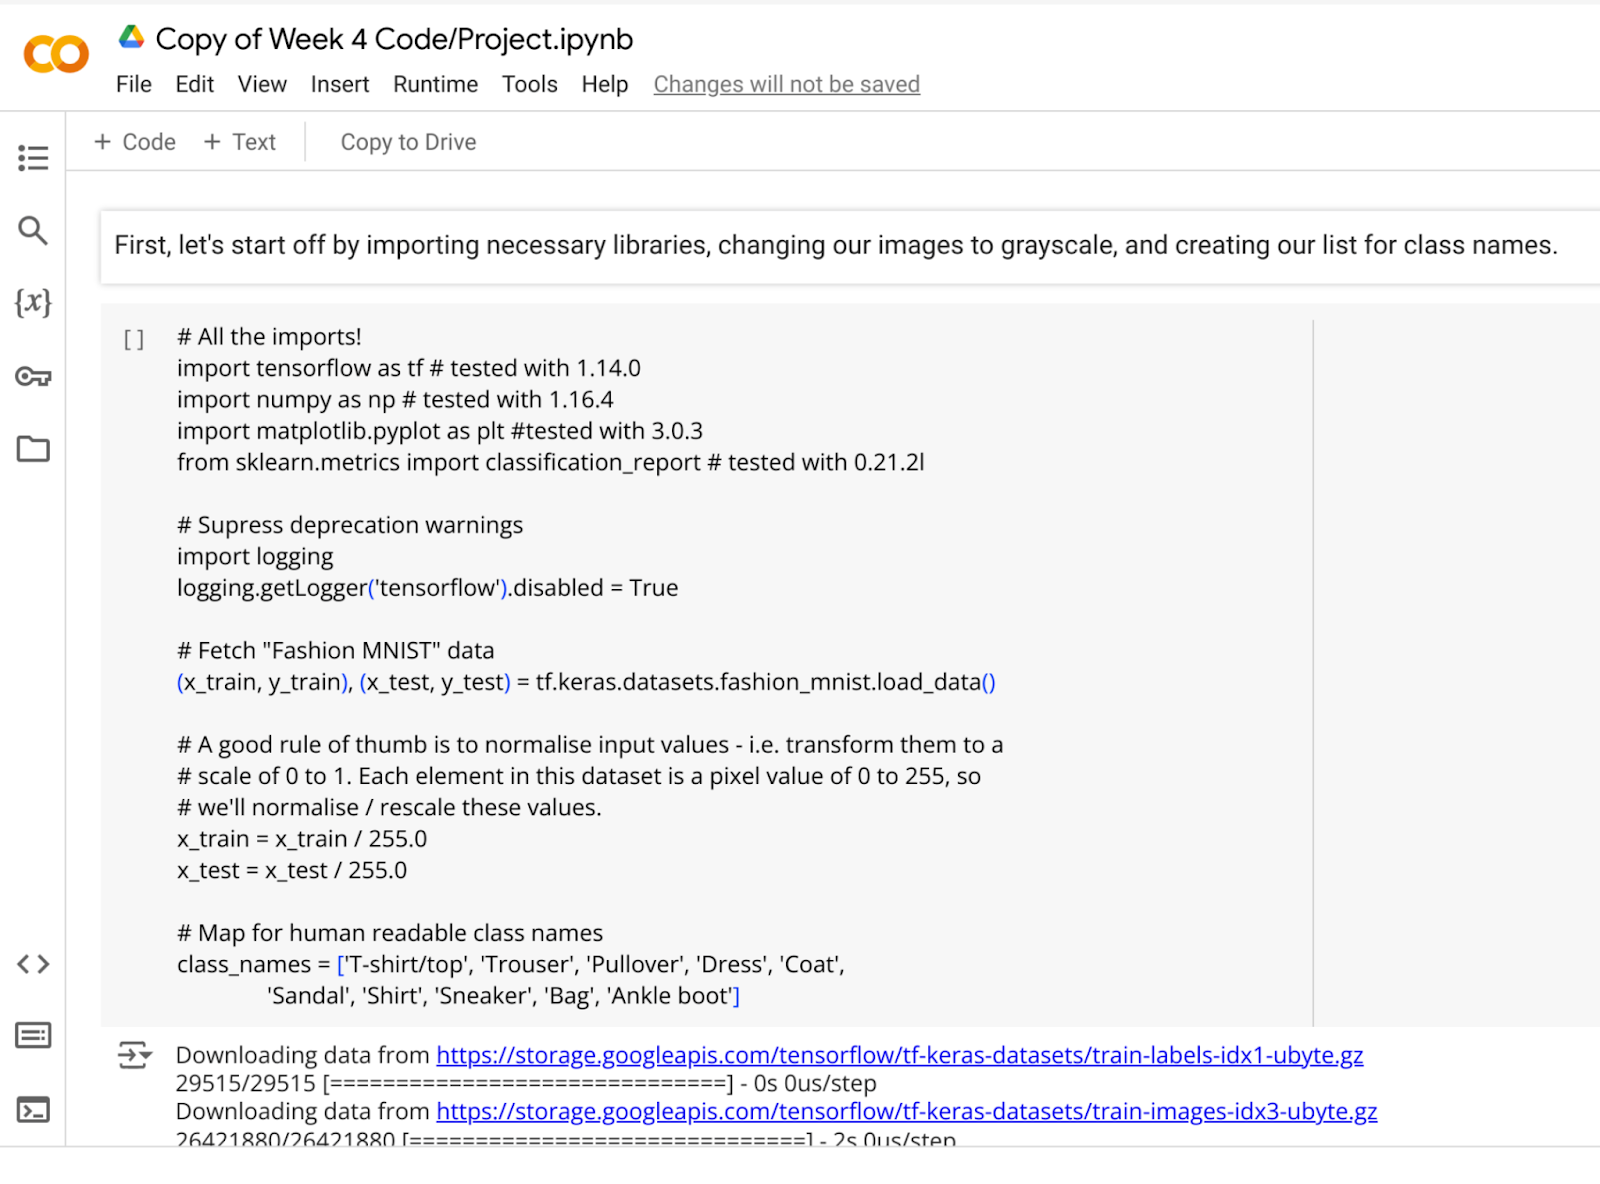 Copy of Week 4 Code/Project.ipynb
File Edit View Insert Runtime Tools Help Changes will not be saved
+ Code + Text Copy to Drive
First, let's start off by importing necessary libraries, changing our images to grayscale, and creating our list for class names.
[ ] # All the imports!
import tensorflow as tf # tested with 1.14.0
import numpy as np # tested with 1.16.4
import matplotlib.pyplot as plt #tested with 3.0.3
from sklearn.metrics import classification_report # tested with 0.21.2l
# Supress deprecation warnings
import logging
logging.getLogger('tensorflow').disabled = True
# Fetch "Fashion MNIST" data
(x_train, y_train), (x_test, y_test) = tf.keras.datasets.fashion_mnist.load_data()
# A good rule of thumb is to normalise input values - i.e. transform them to a
# scale of 0 to 1. Each element in this dataset is a pixel value of 0 to 255, so
# we'll normalise / rescale these values.
x_train = x_train / 255.0
x_test = x_test / 255.0
# Map for human readable class names
class_names = ['T-shirt/top', 'Trouser', 'Pullover', 'Dress', 'Coat',
'Sandal', 'Shirt', 'Sneaker', 'Bag', 'Ankle boot']
Downloading data from https://storage.googleapis.com/tensorflow/tf-keras-datasets/train-labels-idx1-ubyte.gz
29515/29515 [==============================] - 0s 0us/step
Downloading data from https://storage.googleapis.com/tensorflow/tf-keras-datasets/train-images-idx3-ubyte.gz
26421880/26421880 [==============================] - 2s 0us/step